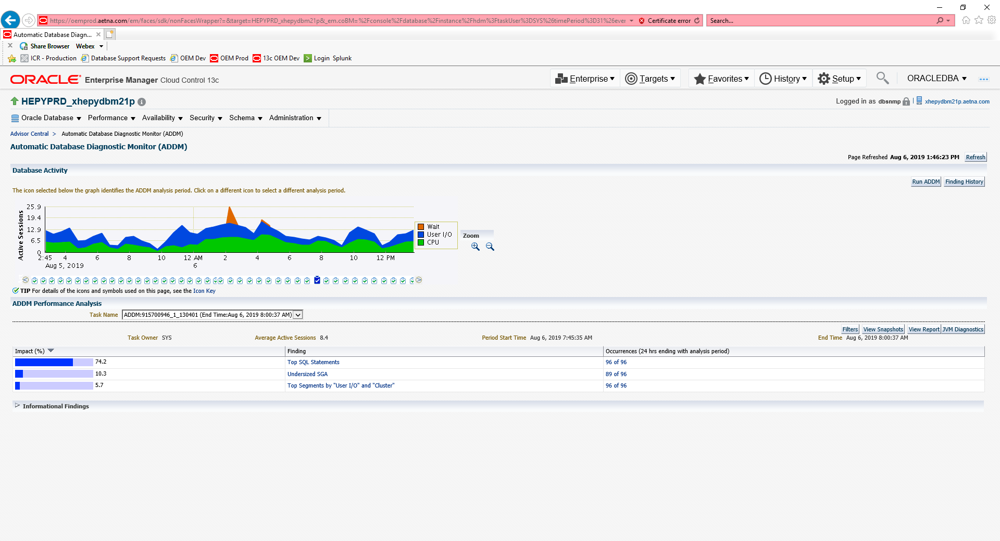 https://oemprod.aetna.com/em/faces/sdk/nonFacesWrapper?=&target=HEPYPRD_xhepydbm21p&_em.coBM=%2Fconsole%2Fdatabase%2Finstance%2Fhdm%3FtaskUser%3DSYS%26timePeriod%3D31%26ever Certificate error Search...
Automatic Database Diagn...
Share Browser Webex
ICR - Production Database Support Requests OEM Dev OEM Prod 13c OEM Dev Login Splunk
ORACLE Enterprise Manager Cloud Control 13c Enterprise Targets Favorites History Setup ORACLEDBA
HEPYPRD_xhepydbm21p Logged in as dbsnmp xhepydbm21p.aetna.com
Oracle Database Performance Availability Security Schema Administration
Advisor Central > Automatic Database Diagnostic Monitor (ADDM)
Automatic Database Diagnostic Monitor (ADDM)
Page Refreshed Aug 6, 2019 1:46:23 PM Refresh
Database Activity
Run ADDM Finding History
The icon selected below the graph identifies the ADDM analysis period. Click on a different icon to select a different analysis period.
Active Sessions
25.9
19.4
12.9
6.5
0
2:45 4 6 8 10 12 AM 2 4 6 8 10 12 PM
Aug 5, 2019 6
Wait
User I/O
CPU
Zoom
TIP For details of the icons and symbols used on this page, see the Icon Key
ADDM Performance Analysis
Task Name ADDM:915700946_1_130401 (End Time:Aug 6, 2019 8:00:37 AM)
Filters View Snapshots View Report JVM Diagnostics
Task Owner SYS Average Active Sessions 8.4 Period Start Time Aug 6, 2019 7:45:35 AM End Time Aug 6, 2019 8:00:37 AM
Impact (%) Finding Occurrences (24 hrs ending with analysis period)
74.2 Top SQL Statements 96 of 96
10.3 Undersized SGA 89 of 96
5.7 Top Segments by "User I/O" and "Cluster" 96 of 96
Informational Findings